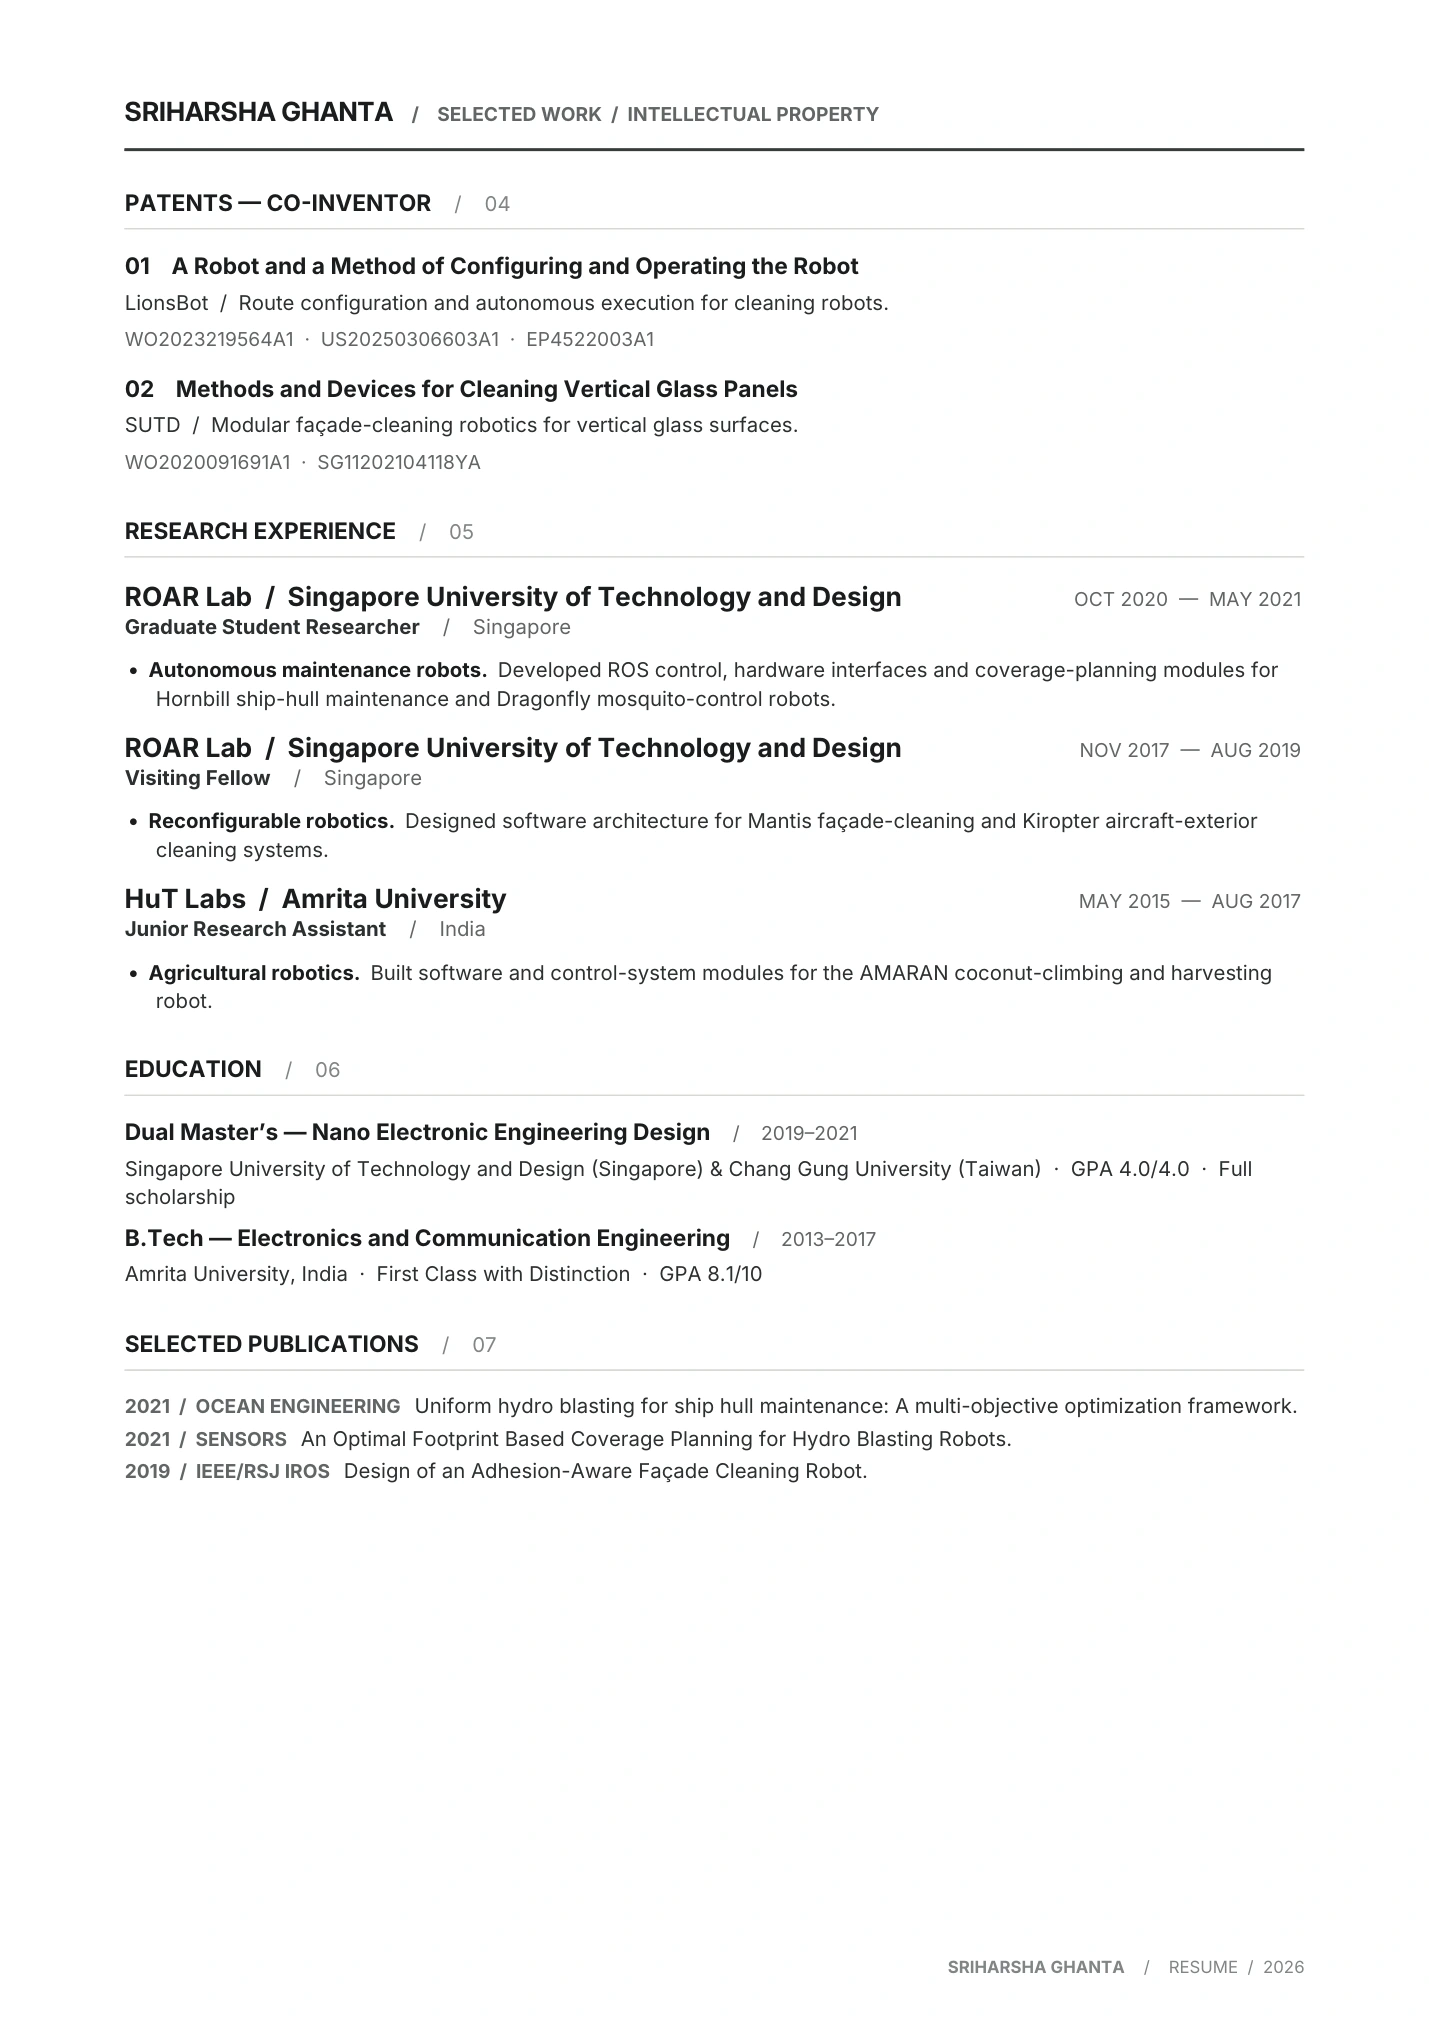 SRIHARSHA GHANTA / SELECTED WORK / INTELLECTUAL PROPERTY
PATENTS — CO-INVENTOR / 04
01 A Robot and a Method of Configuring and Operating the Robot
LionsBot / Route configuration and autonomous execution for cleaning robots.
WO2023219564A1 · US20250306603A1 · EP4522003A1
02 Methods and Devices for Cleaning Vertical Glass Panels
SUTD / Modular façade-cleaning robotics for vertical glass surfaces.
WO2020091691A1 · SG11202104118YA
RESEARCH EXPERIENCE / 05
ROAR Lab / Singapore University of Technology and Design OCT 2020 — MAY 2021
Graduate Student Researcher / Singapore
• Autonomous maintenance robots. Developed ROS control, hardware interfaces and coverage-planning modules for
Hornbill ship-hull maintenance and Dragonfly mosquito-control robots.
ROAR Lab / Singapore University of Technology and Design NOV 2017 — AUG 2019
Visiting Fellow / Singapore
• Reconfigurable robotics. Designed software architecture for Mantis façade-cleaning and Kiropter aircraft-exterior
cleaning systems.
HuT Labs / Amrita University MAY 2015 — AUG 2017
Junior Research Assistant / India
• Agricultural robotics. Built software and control-system modules for the AMARAN coconut-climbing and harvesting
robot.
EDUCATION / 06
Dual Master’s — Nano Electronic Engineering Design / 2019–2021
Singapore University of Technology and Design (Singapore) & Chang Gung University (Taiwan) · GPA 4.0/4.0 · Full
scholarship
B.Tech — Electronics and Communication Engineering / 2013–2017
Amrita University, India · First Class with Distinction · GPA 8.1/10
SELECTED PUBLICATIONS / 07
2021 / OCEAN ENGINEERING Uniform hydro blasting for ship hull maintenance: A multi-objective optimization framework.
2021 / SENSORS An Optimal Footprint Based Coverage Planning for Hydro Blasting Robots.
2019 / IEEE/RSJ IROS Design of an Adhesion-Aware Façade Cleaning Robot.
SRIHARSHA GHANTA / RESUME / 2026